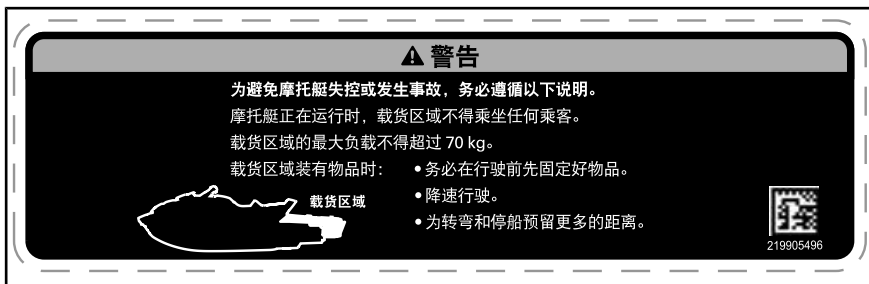 警告
为避免摩托艇失控或发生事故，务必遵循以下说明。
摩托艇正在运行时，载货区域不得乘坐任何乘客。
载货区域的最大负载不得超过 70 kg。
载货区域装有物品时： • 务必在行驶前先固定好物品。
• 降速行驶。
• 为转弯和停船预留更多的距离。
载货区域
219905496